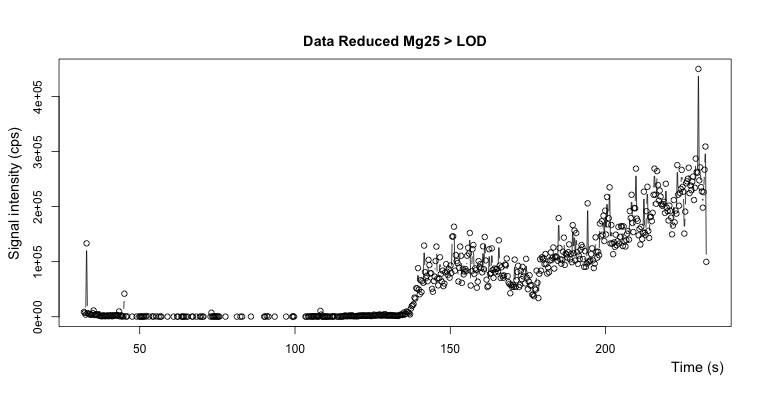 Data Reduced Mg25 > LOD
Signal intensity (cps)
4e+05
3e+05
2e+05
1e+05
0e+00
50
100
150
200
Time (s)